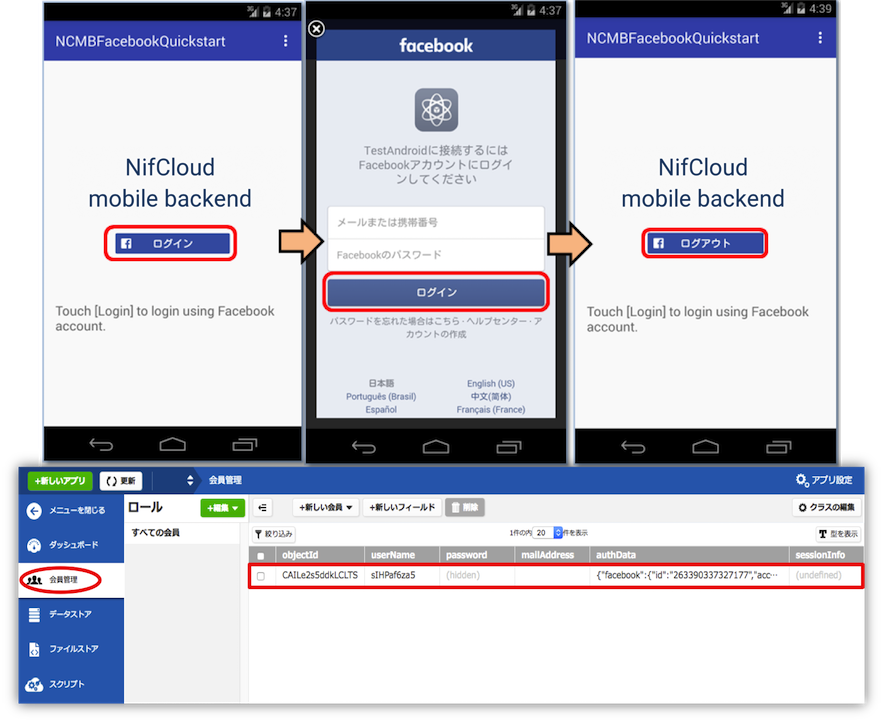 3G 4:37
NCMBFacebookQuickstart
NifCloud
mobile backend
ログイン
Touch [Login] to login using Facebook
account.
3G 4:37
facebook
TestAndroidに接続するには
Facebookアカウントにログイ
ンしてください
メールまたは携帯番号
Facebookのパスワード
ログイン
パスワードを忘れた場合はこちら · ヘルプセンター · ア
カウントの作成
日本語 English (US)
Português (Brasil) 中文(简体)
Español Français (France)
3G 4:39
NCMBFacebookQuickstart
NifCloud
mobile backend
ログアウト
Touch [Login] to login using Facebook
account.
+新しいアプリ 更新 会員管理 アプリ設定
メニューを閉じる
ダッシュボード
会員管理
データストア
ファイルストア
スクリプト
ロール +編集
すべての会員
+新しい会員 +新しいフィールド 削除 クラスの編集
絞り込み 1件の内 20 件を表示 型を表示
objectId userName password mailAddress authData sessionInfo
CAILe2s5ddkLCLTS sIHPaf6za5 (hidden) {"facebook":{"id":"263390337327177","acc··· (undefined)